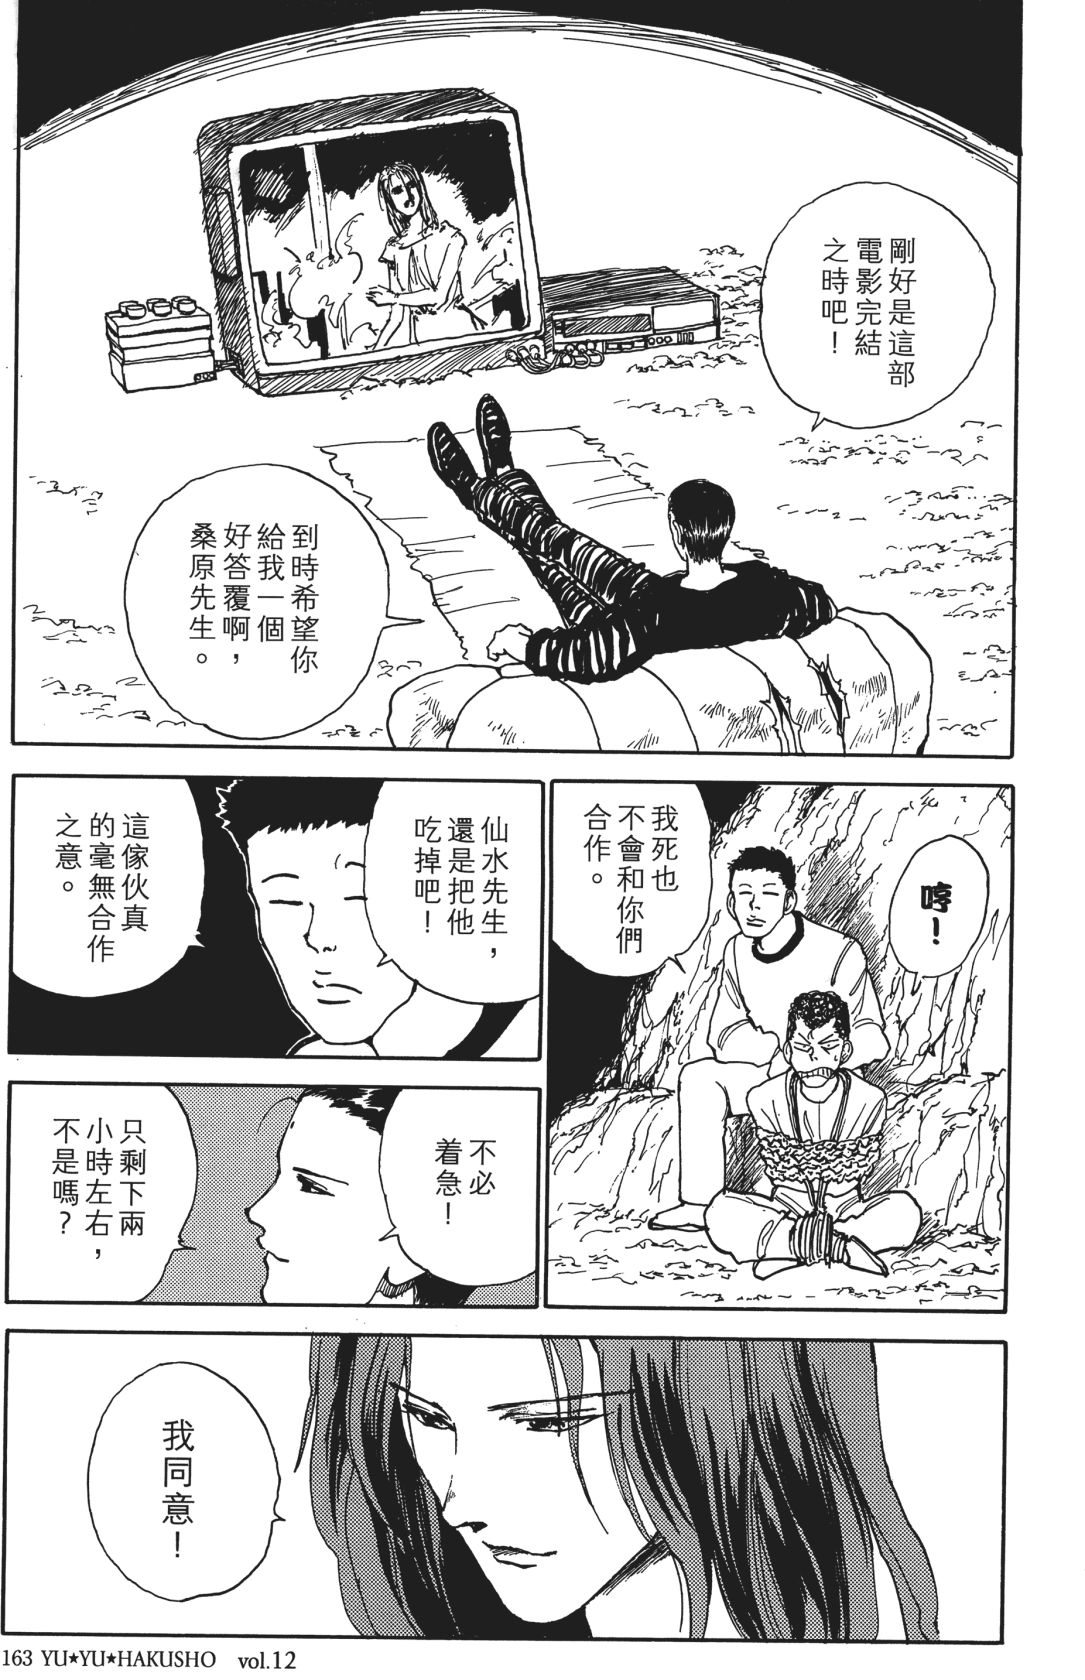 剛好是這部
電影完結
之時吧！
到時希望你
給我一個
好答覆啊，
桑原先生。
哼！
我死也
不會和你們
合作。
仙水先生，
還是把他
吃掉吧！
這傢伙真
的毫無合作
之意。
不必
着急！
只剩下兩
小時左右，
不是嗎？
我同意！
163 YU★YU★HAKUSHO vol.12